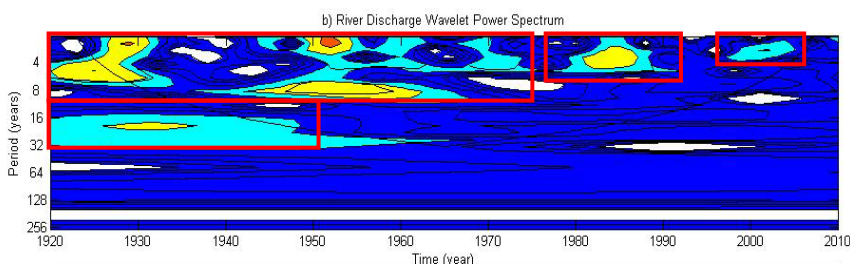 b) River Discharge Wavelet Power Spectrum
Period (years)
4
8
16
32
64
128
256
1920 1930 1940 1950 1960 1970 1980 1990 2000 2010
Time (year)